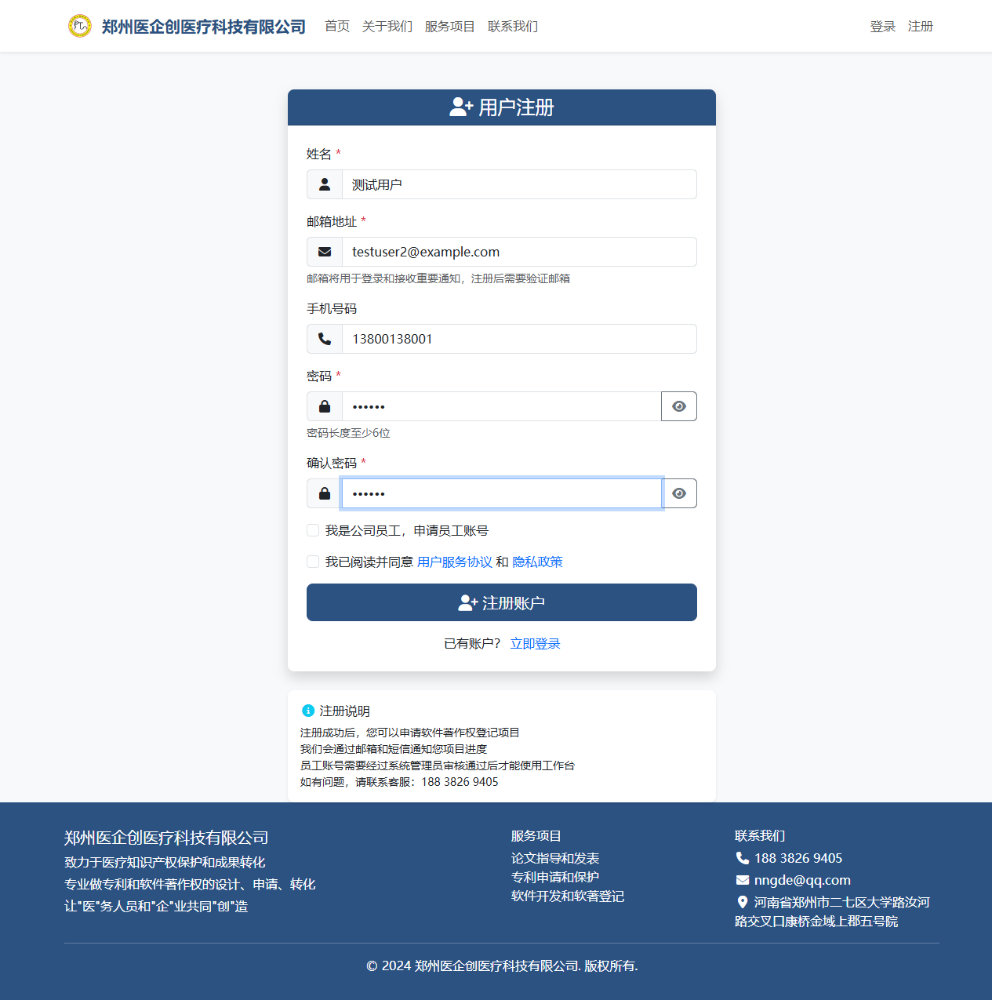 郑州医企创医疗科技有限公司 首页 关于我们 服务项目 联系我们 登录 注册
用户注册
姓名 *
测试用户
邮箱地址 *
testuser2@example.com
邮箱将用于登录和接收重要通知，注册后需要验证邮箱
手机号码
13800138001
密码 *
••••••
密码长度至少6位
确认密码 *
••••••
我是公司员工，申请员工账号
我已阅读并同意 用户服务协议 和 隐私政策
注册账户
已有账户？ 立即登录
注册说明
注册成功后，您可以申请软件著作权登记项目
我们会通过邮箱和短信通知您项目进度
员工账号需要经过系统管理员审核通过后才能使用工作台
如有问题，请联系客服：188 3826 9405
郑州医企创医疗科技有限公司
致力于医疗知识产权保护和成果转化
专业做专利和软件著作权的设计、申请、转化
让"医"务人员和"企"业共同"创"造
服务项目
论文指导和发表
专利申请和保护
软件开发和软著登记
联系我们
188 3826 9405
nngde@qq.com
河南省郑州市二七区大学路汝河
路交叉口康桥金域上郡五号院
© 2024 郑州医企创医疗科技有限公司. 版权所有.